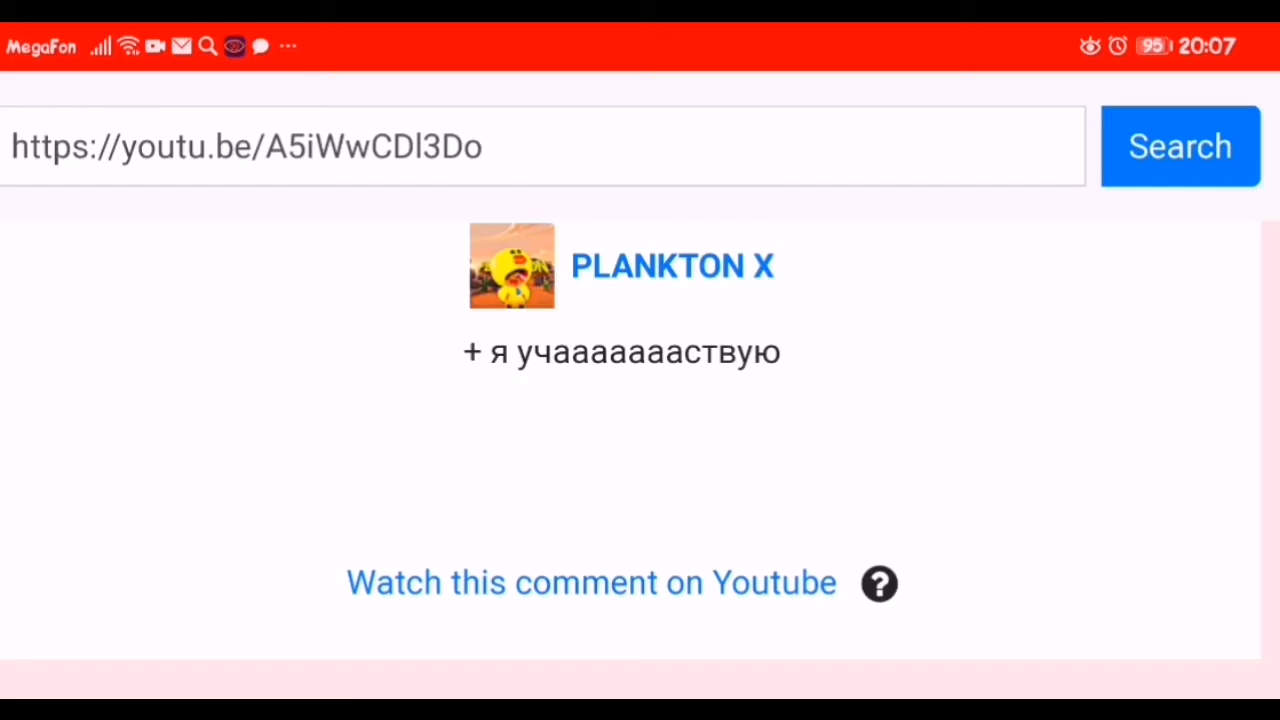 MegaFon ... 95 20:07
https://youtu.be/A5iWwCDl3Do Search
PLANKTON X
+ я учаааааааствую
Watch this comment on Youtube ?